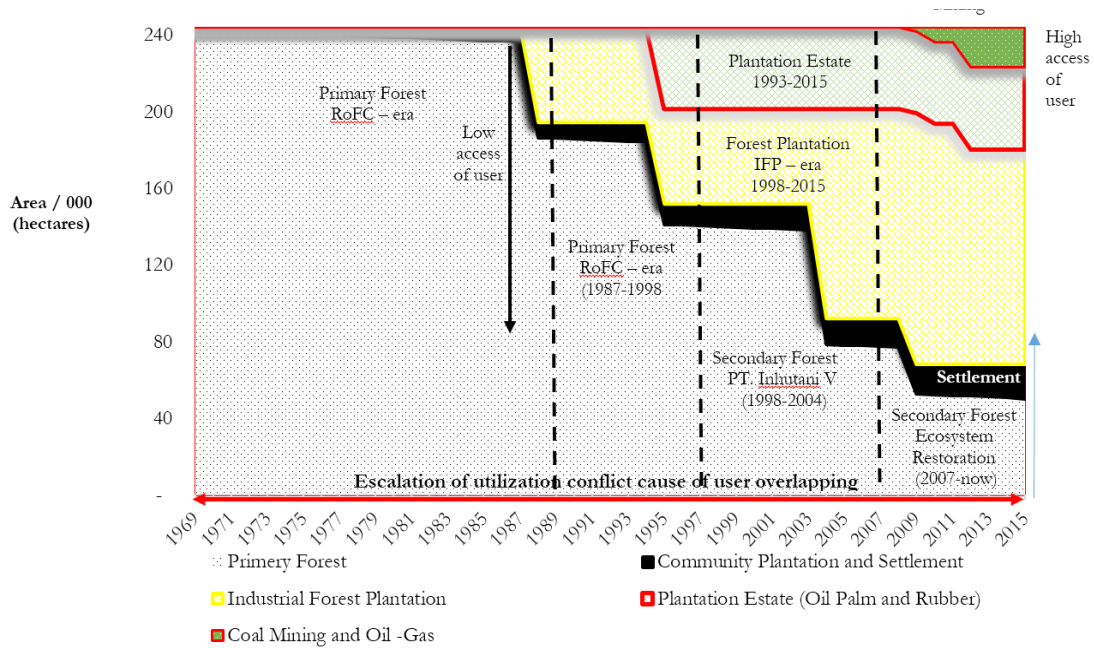 240
200
160
120
80
40
-
Area / 000
(hectares)
Primary Forest
RoFC – era
Low
access
of user
Primary Forest
RoFC – era
(1987-1998
Plantation Estate
1993-2015
Forest Plantation
IFP – era
1998-2015
Secondary Forest
PT. Inhutani V
(1998-2004)
Settlement
Secondary Forest
Ecosystem
Restoration
(2007-now)
High
access
of
user
Escalation of utilization conflict cause of user overlapping
1969
1971
1973
1975
1977
1979
1981
1983
1985
1987
1989
1991
1993
1995
1997
1999
2001
2003
2005
2007
2009
2011
2013
2015
Primery Forest
Community Plantation and Settlement
Industrial Forest Plantation
Plantation Estate (Oil Palm and Rubber)
Coal Mining and Oil -Gas